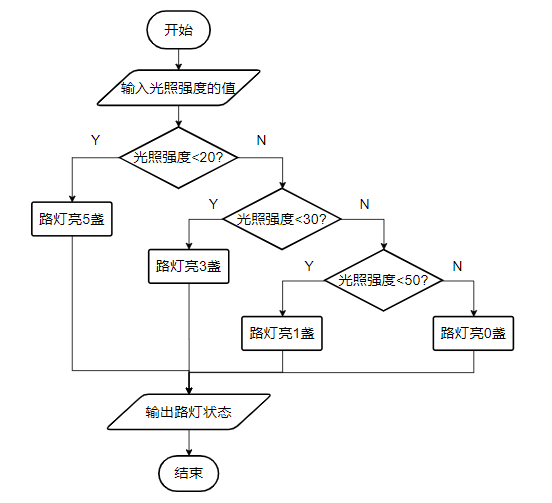 开始
输入光照强度的值
光照强度<20?
Y
N
路灯亮5盏
光照强度<30?
Y
N
路灯亮3盏
光照强度<50?
Y
N
路灯亮1盏
路灯亮0盏
输出路灯状态
结束